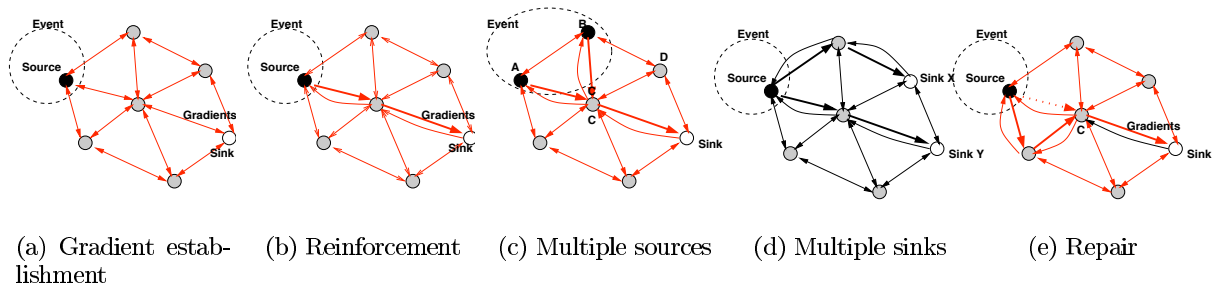 Event
Source
Gradients
Sink
(a) Gradient estab-
lishment
Event
Source
Gradients
Sink
(b) Reinforcement
Event
B
A
D
C
C
Sink
(c) Multiple sources
Event
Source
Sink X
Sink Y
(d) Multiple sinks
Event
Source
Gradients
C
Sink
(e) Repair